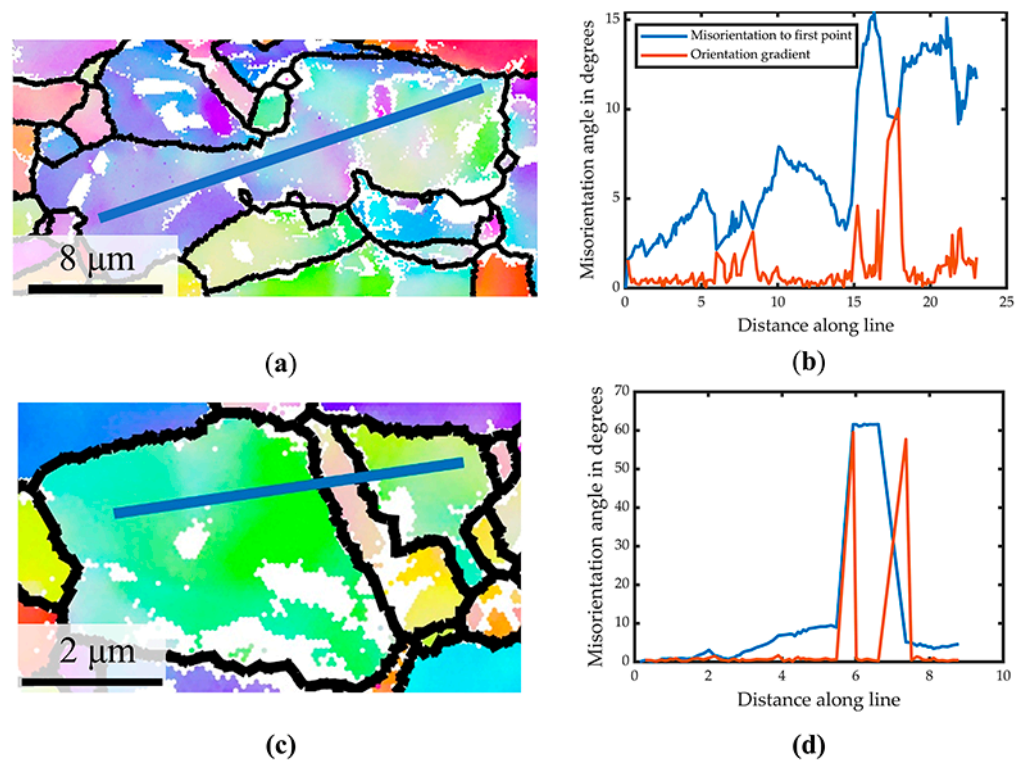 8 μm
(a)
Misorientation angle in degrees
15
10
5
0
Misorientation to first point
Orientation gradient
0 5 10 15 20 25
Distance along line
(b)
2 μm
(c)
Misorientation angle in degrees
70
60
50
40
30
20
10
0
0 2 4 6 8 10
Distance along line
(d)